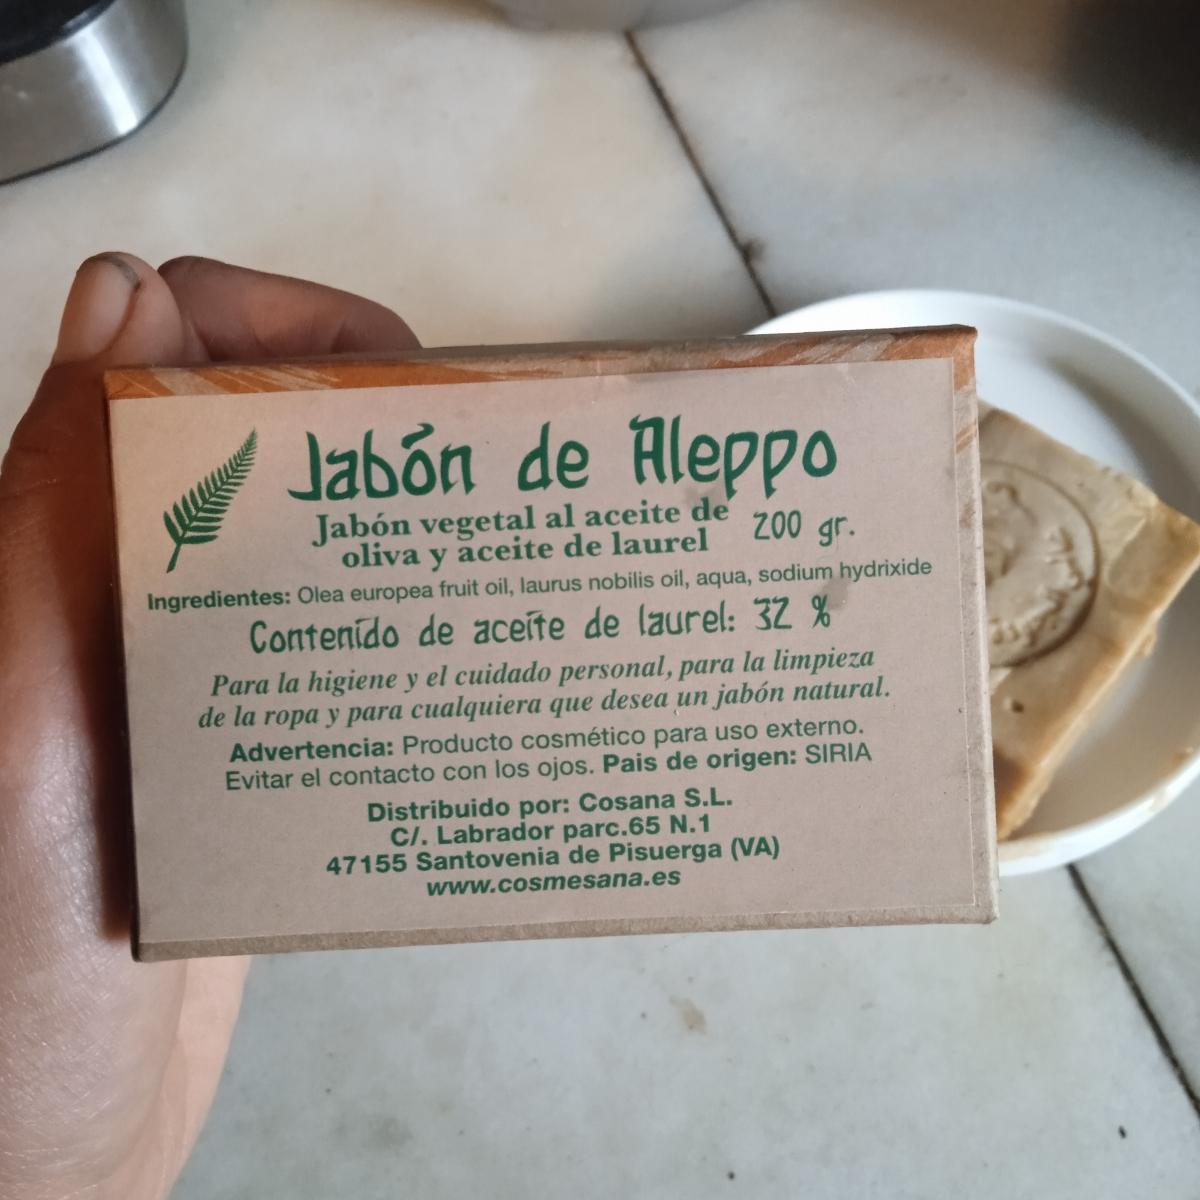 Jabón de Aleppo
Jabón vegetal al aceite de
oliva y aceite de laurel
200 gr.
Ingredientes: Olea europea fruit oil, laurus nobilis oil, aqua, sodium hydrixide
Contenido de aceite de laurel: 32 %
Para la higiene y el cuidado personal, para la limpieza
de la ropa y para cualquiera que desea un jabón natural.
Advertencia: Producto cosmético para uso externo.
Evitar el contacto con los ojos. Pais de origen: SIRIA
Distribuido por: Cosana S.L.
C/. Labrador parc.65 N.1
47155 Santovenia de Pisuerga (VA)
www.cosmesana.es